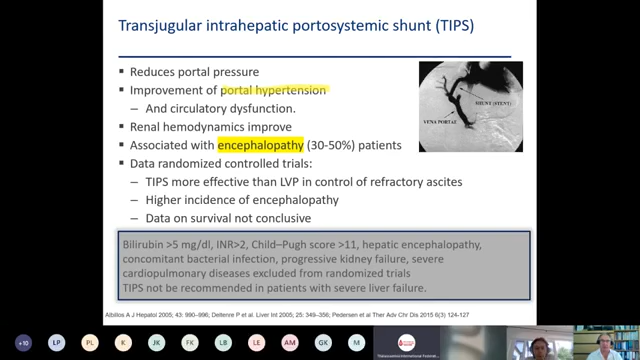 Transjugular intrahepatic portosystemic shunt (TIPS)
▪ Reduces portal pressure
▪ Improvement of portal hypertension
– And circulatory dysfunction.
▪ Renal hemodynamics improve
▪ Associated with encephalopathy (30-50%) patients
▪ Data randomized controlled trials:
– TIPS more effective than LVP in control of refractory ascites
– Higher incidence of encephalopathy
– Data on survival not conclusive
SHUNT (STENT)
VENA PORTAE
Bilirubin >5 mg/dl, INR>2, Child–Pugh score >11, hepatic encephalopathy,
concomitant bacterial infection, progressive kidney failure, severe
cardiopulmonary diseases excluded from randomized trials
TIPS not be recommended in patients with severe liver failure.
Albillos A J Hepatol 2005; 43: 990–996; Deltenre P et al. Liver Int 2005; 25: 349–356; Pedersen et al Ther Adv Chr Dis 2015 6(3) 124-127
+10 LP PL K JK FK LB LE AM GK M